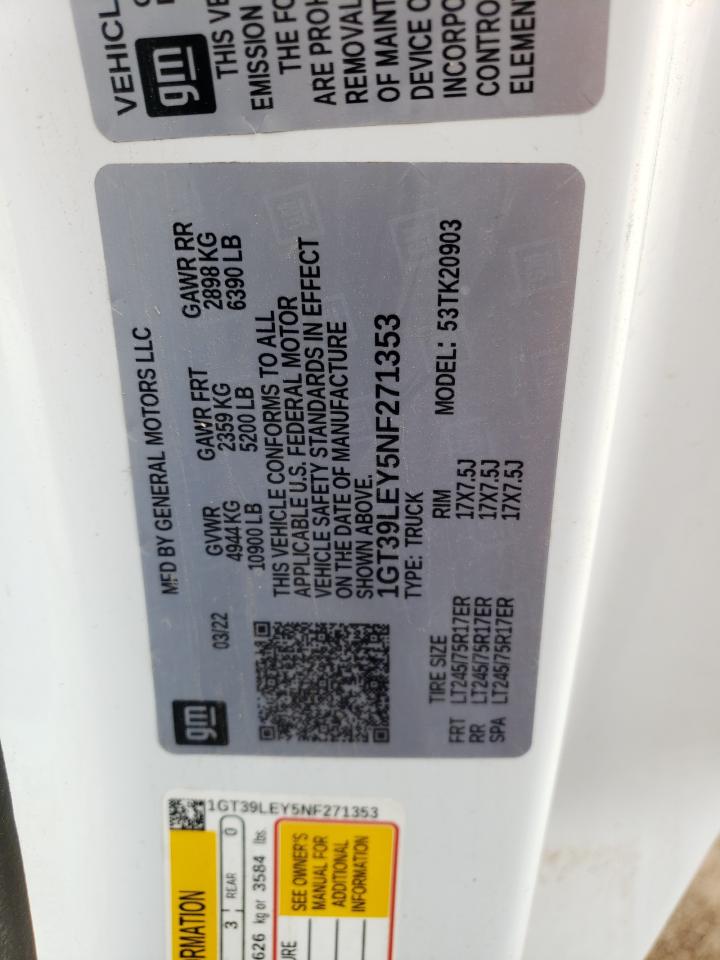 VEHICL
gm
THIS VE
EMISSION
THE FO
ARE PROH
REMOVAL
OF MAINT
DEVICE O
INCORPO
CONTRO
ELEMEN
gm
MFD BY GENERAL MOTORS LLC
03/22
GVWR GAWR FRT GAWR RR
4944 KG 2359 KG 2898 KG
10900 LB 5200 LB 6390 LB
THIS VEHICLE CONFORMS TO ALL
APPLICABLE U.S. FEDERAL MOTOR
VEHICLE SAFETY STANDARDS IN EFFECT
ON THE DATE OF MANUFACTURE
SHOWN ABOVE.
1GT39LEY5NF271353
TYPE: TRUCK
MODEL: 53TK20903
TIRE SIZE RIM
FRT LT245/75R17ER 17X7.5J
RR LT245/75R17ER 17X7.5J
SPA LT245/75R17ER 17X7.5J
1GT39LEY5NF271353
RMATION
3 REAR 0
626 kg or 3584 lbs.
URE
SEE OWNER'S
MANUAL FOR
ADDITIONAL
INFORMATION